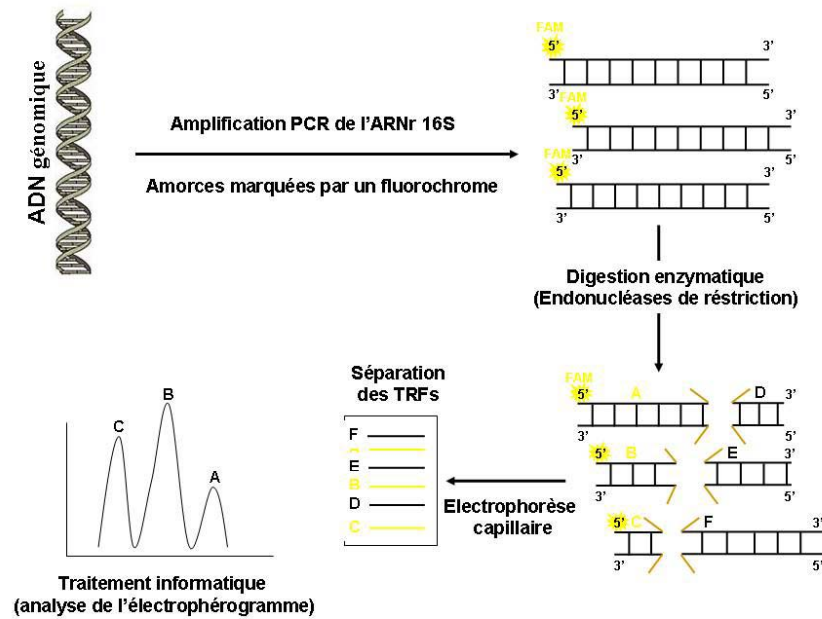 ADN génomique
Amplification PCR de l'ARNr 16S
Amorces marquées par un fluorochrome
FAM
5' 3'
3' 5'
FAM
5' 3'
3' 5'
FAM
5' 3'
3' 5'
Digestion enzymatique
(Endonucléases de réstriction)
FAM
5' A D 3'
3' 5'
5' B E 3'
3' 5'
5' C F 3'
3' 5'
Electrophorèse
capillaire
Séparation
des TRFs
F
E
B
D
C
C B A
Traitement informatique
(analyse de l'électrophérogramme)